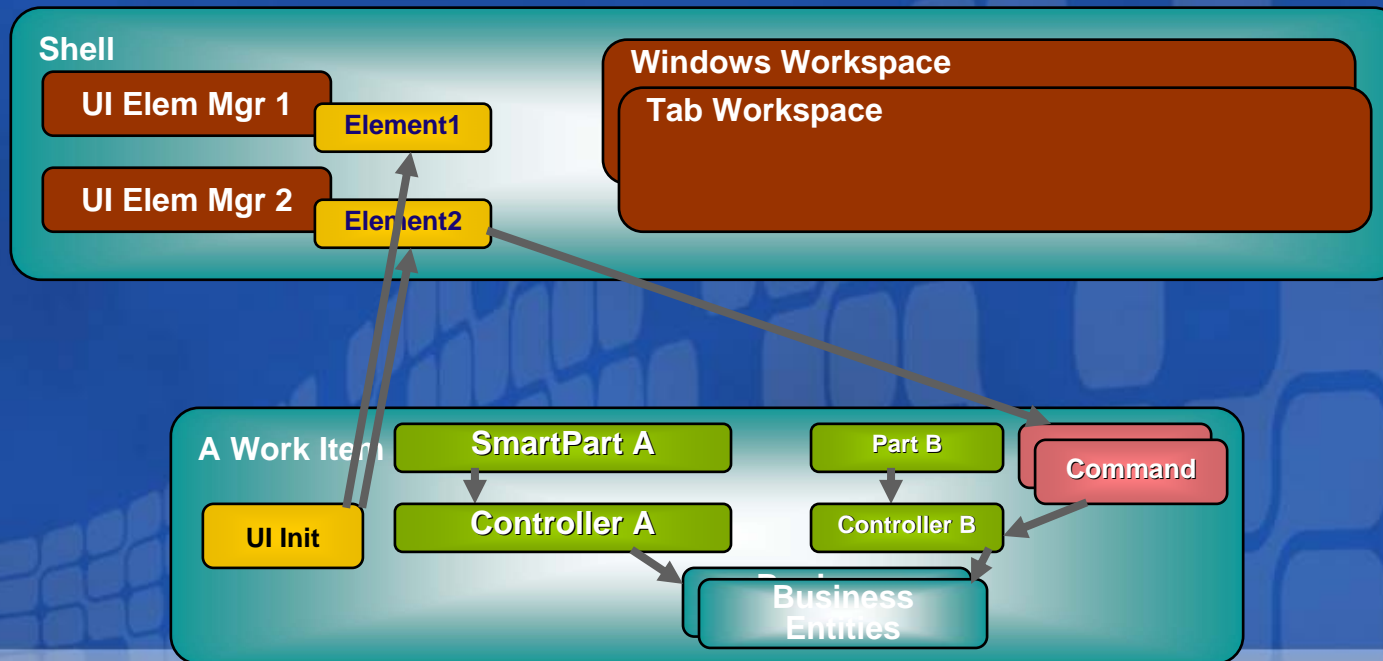 Shell
UI Elem Mgr 1
Element1
UI Elem Mgr 2
Element2
Windows Workspace
Tab Workspace
A Work Item
SmartPart A
Part B
Command
UI Init
Controller A
Controller B
Business
Entities